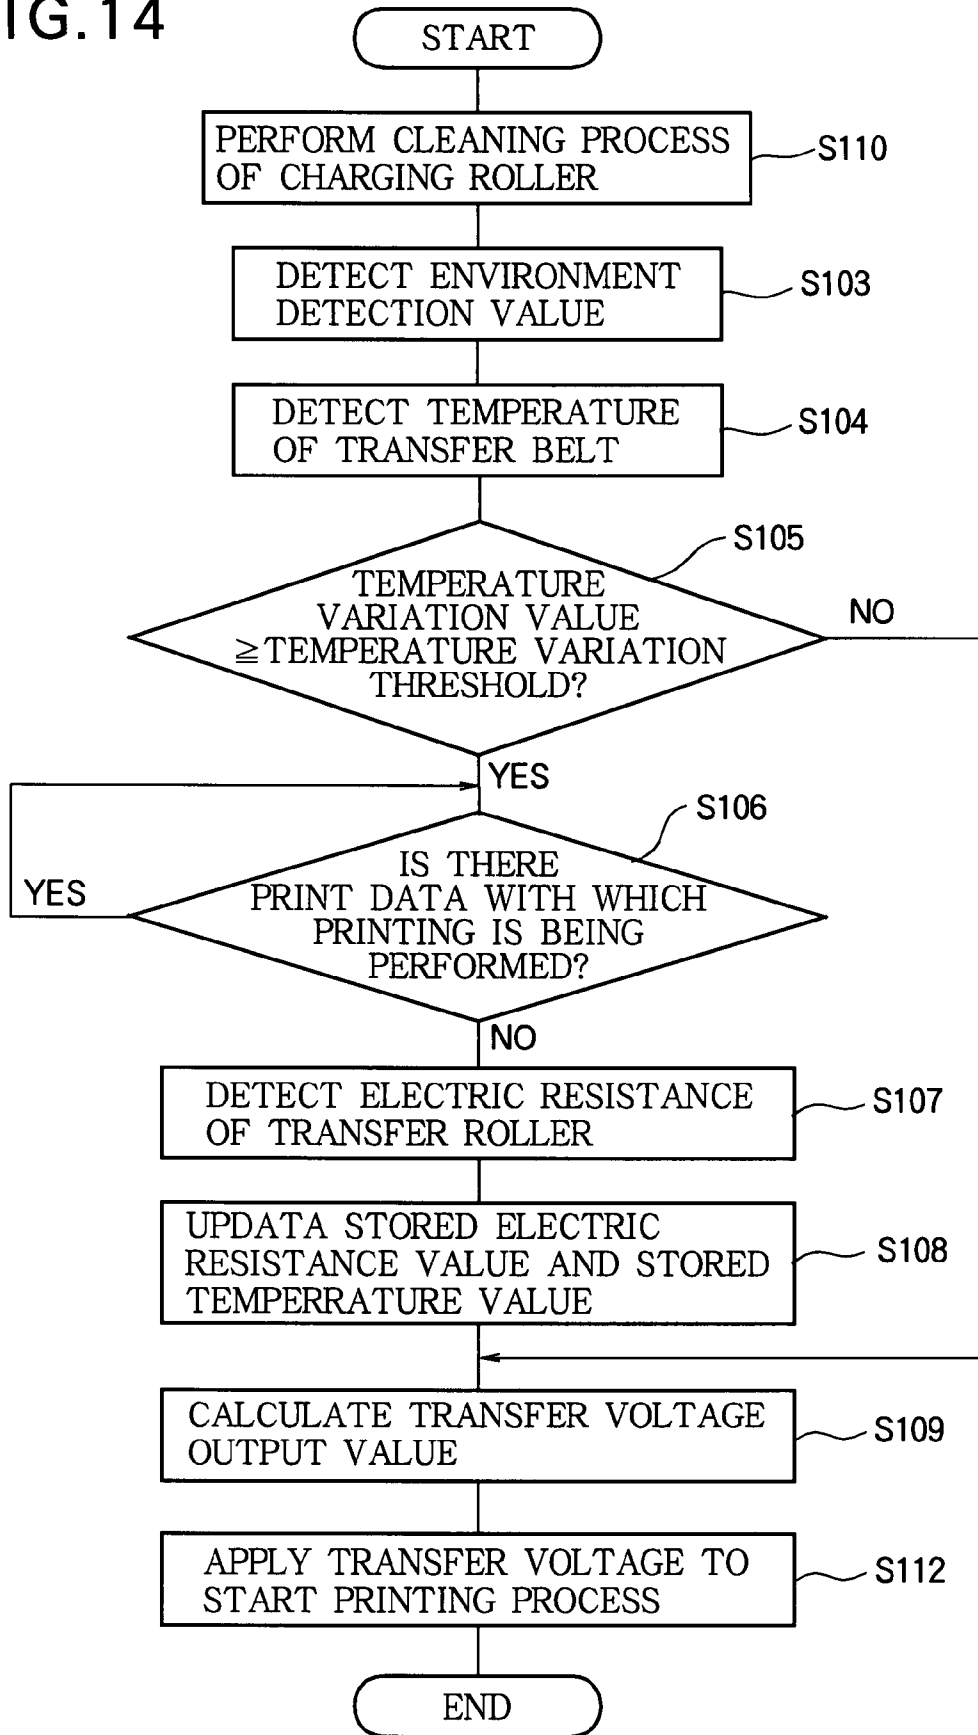 IG.14
START
PERFORM CLEANING PROCESS
OF CHARGING ROLLER
S110
DETECT ENVIRONMENT
DETECTION VALUE
S103
DETECT TEMPERATURE
OF TRANSFER BELT
S104
S105
TEMPERATURE
VARIATION VALUE
≧TEMPERATURE VARIATION
THRESHOLD?
NO
YES
S106
IS THERE
PRINT DATA WITH WHICH
PRINTING IS BEING
PERFORMED?
YES
NO
DETECT ELECTRIC RESISTANCE
OF TRANSFER ROLLER
S107
UPDATA STORED ELECTRIC
RESISTANCE VALUE AND STORED
TEMPERRATURE VALUE
S108
CALCULATE TRANSFER VOLTAGE
OUTPUT VALUE
S109
APPLY TRANSFER VOLTAGE TO
START PRINTING PROCESS
S112
END